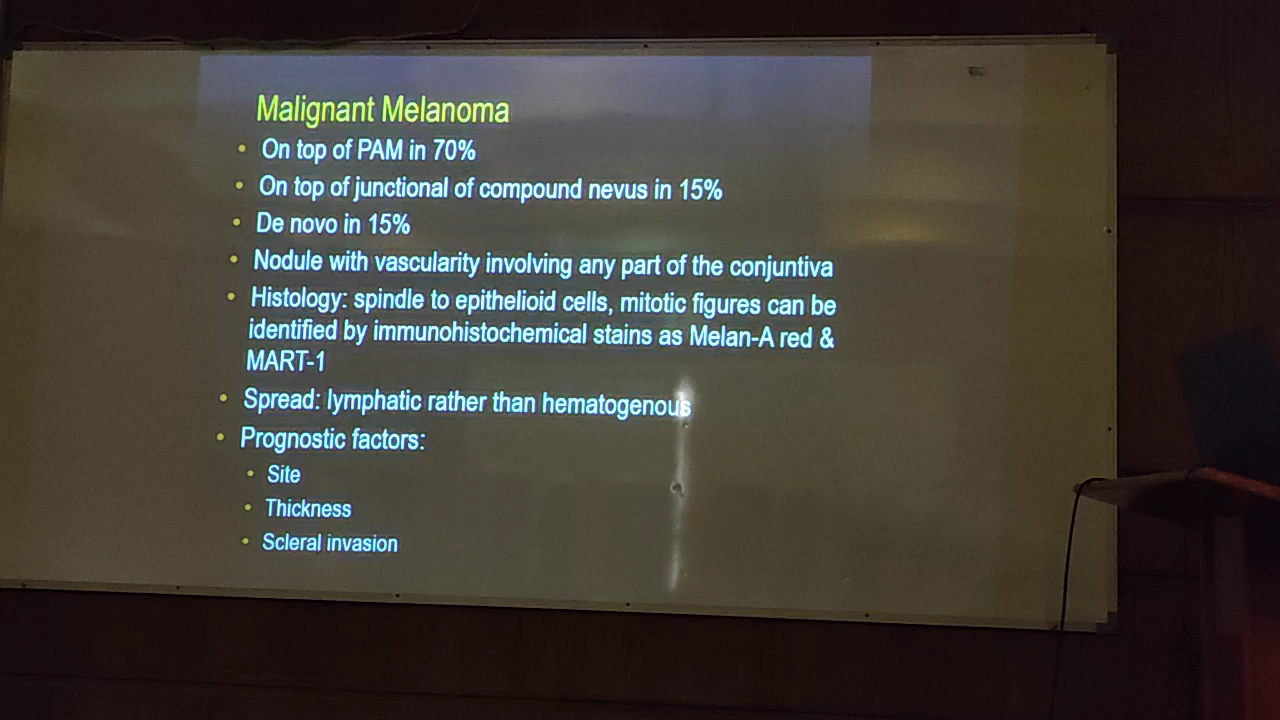 Malignant Melanoma
• On top of PAM in 70%
• On top of junctional of compound nevus in 15%
• De novo in 15%
• Nodule with vascularity involving any part of the conjuntiva
• Histology: spindle to epithelioid cells, mitotic figures can be
identified by immunohistochemical stains as Melan-A red &
MART-1
• Spread: lymphatic rather than hematogenous
• Prognostic factors:
• Site
• Thickness
• Scleral invasion